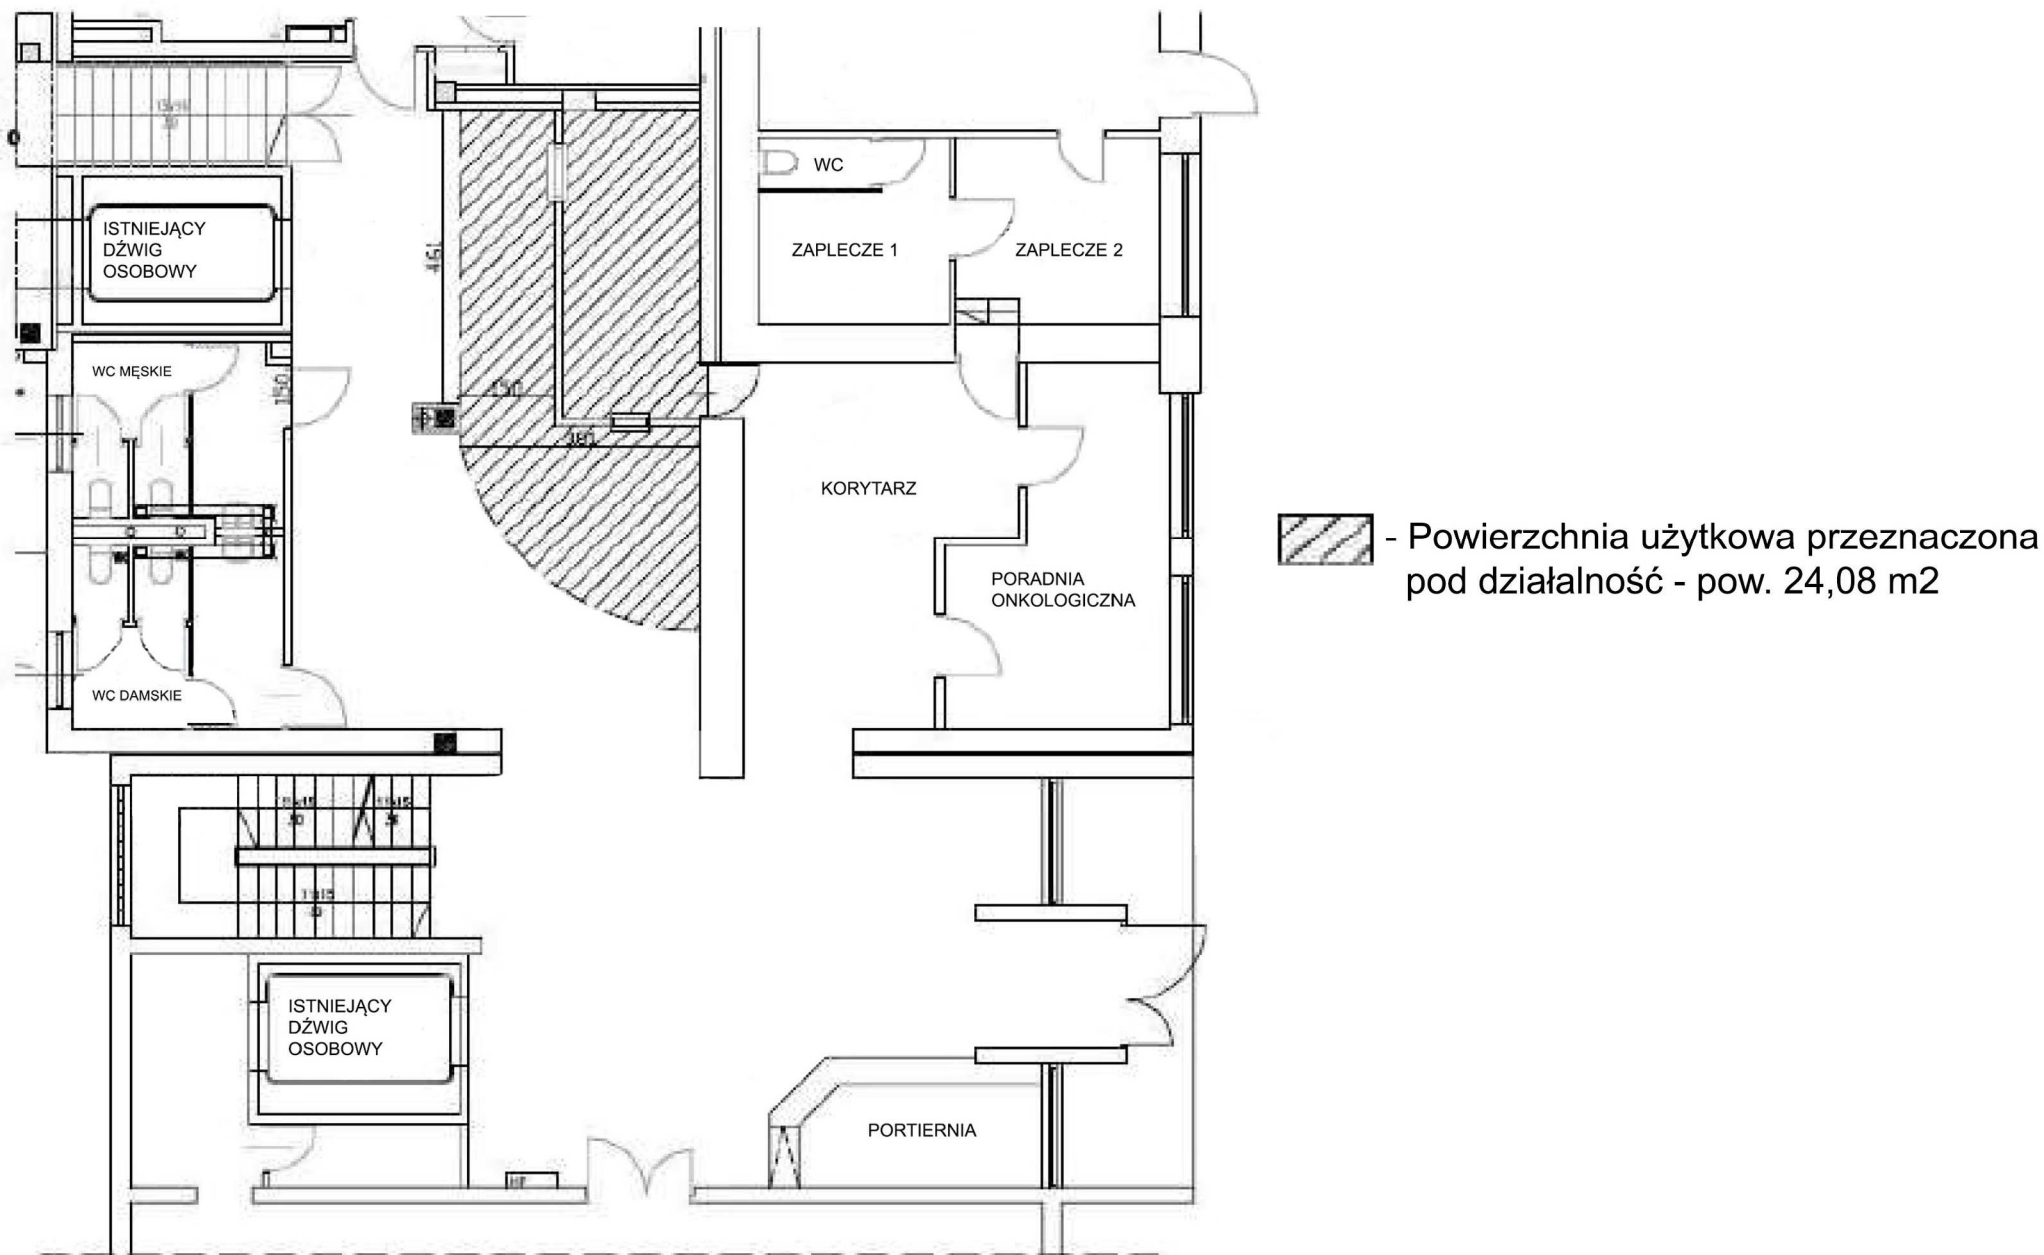 WC
ISTNIEJĄCY
DŹWIG
OSOBOWY
ZAPLECZE 1
ZAPLECZE 2
461
WC MĘSKIE
150
150
381
KORYTARZ
- Powierzchnia użytkowa przeznaczona
pod działalność - pow. 24,08 m2
PORADNIA
ONKOLOGICZNA
WC DAMSKIE
ISTNIEJĄCY
DŹWIG
OSOBOWY
PORTIERNIA